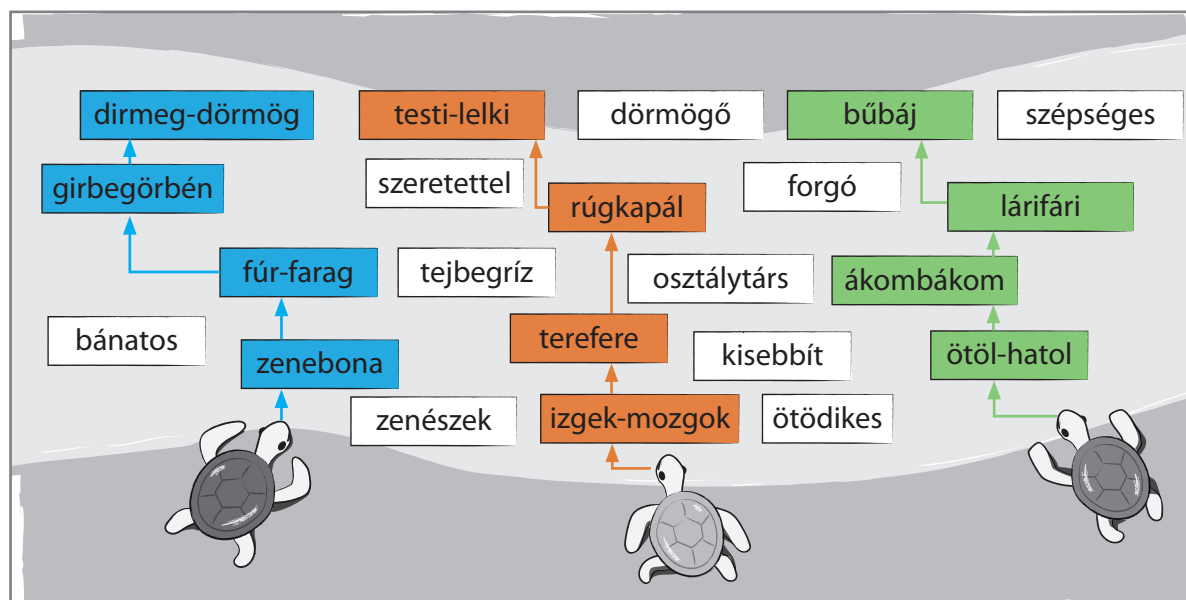 dirmeg-dörmög
testi-lelki
dörmögő
bűbáj
szépséges
girbegörbén
szeretettel
rúgkapál
forgó
lárifári
fúr-farag
tejbegríz
osztálytárs
ákombákom
bánatos
zenebona
terefere
kisebbít
ötöl-hatol
zenészek
izgek-mozgok
ötödikes